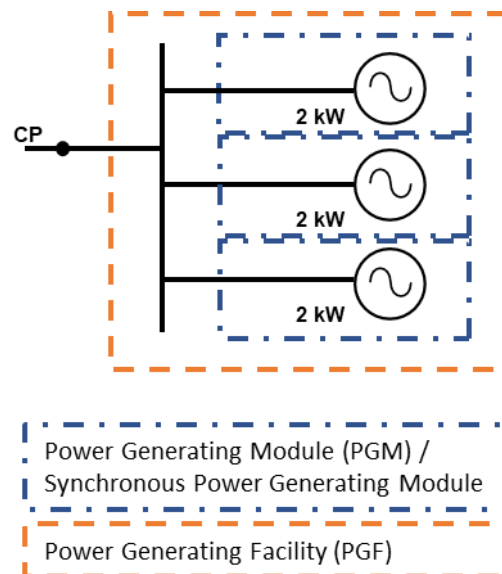 CP
2 kW
2 kW
2 kW
Power Generating Module (PGM) /
Synchronous Power Generating Module
Power Generating Facility (PGF)